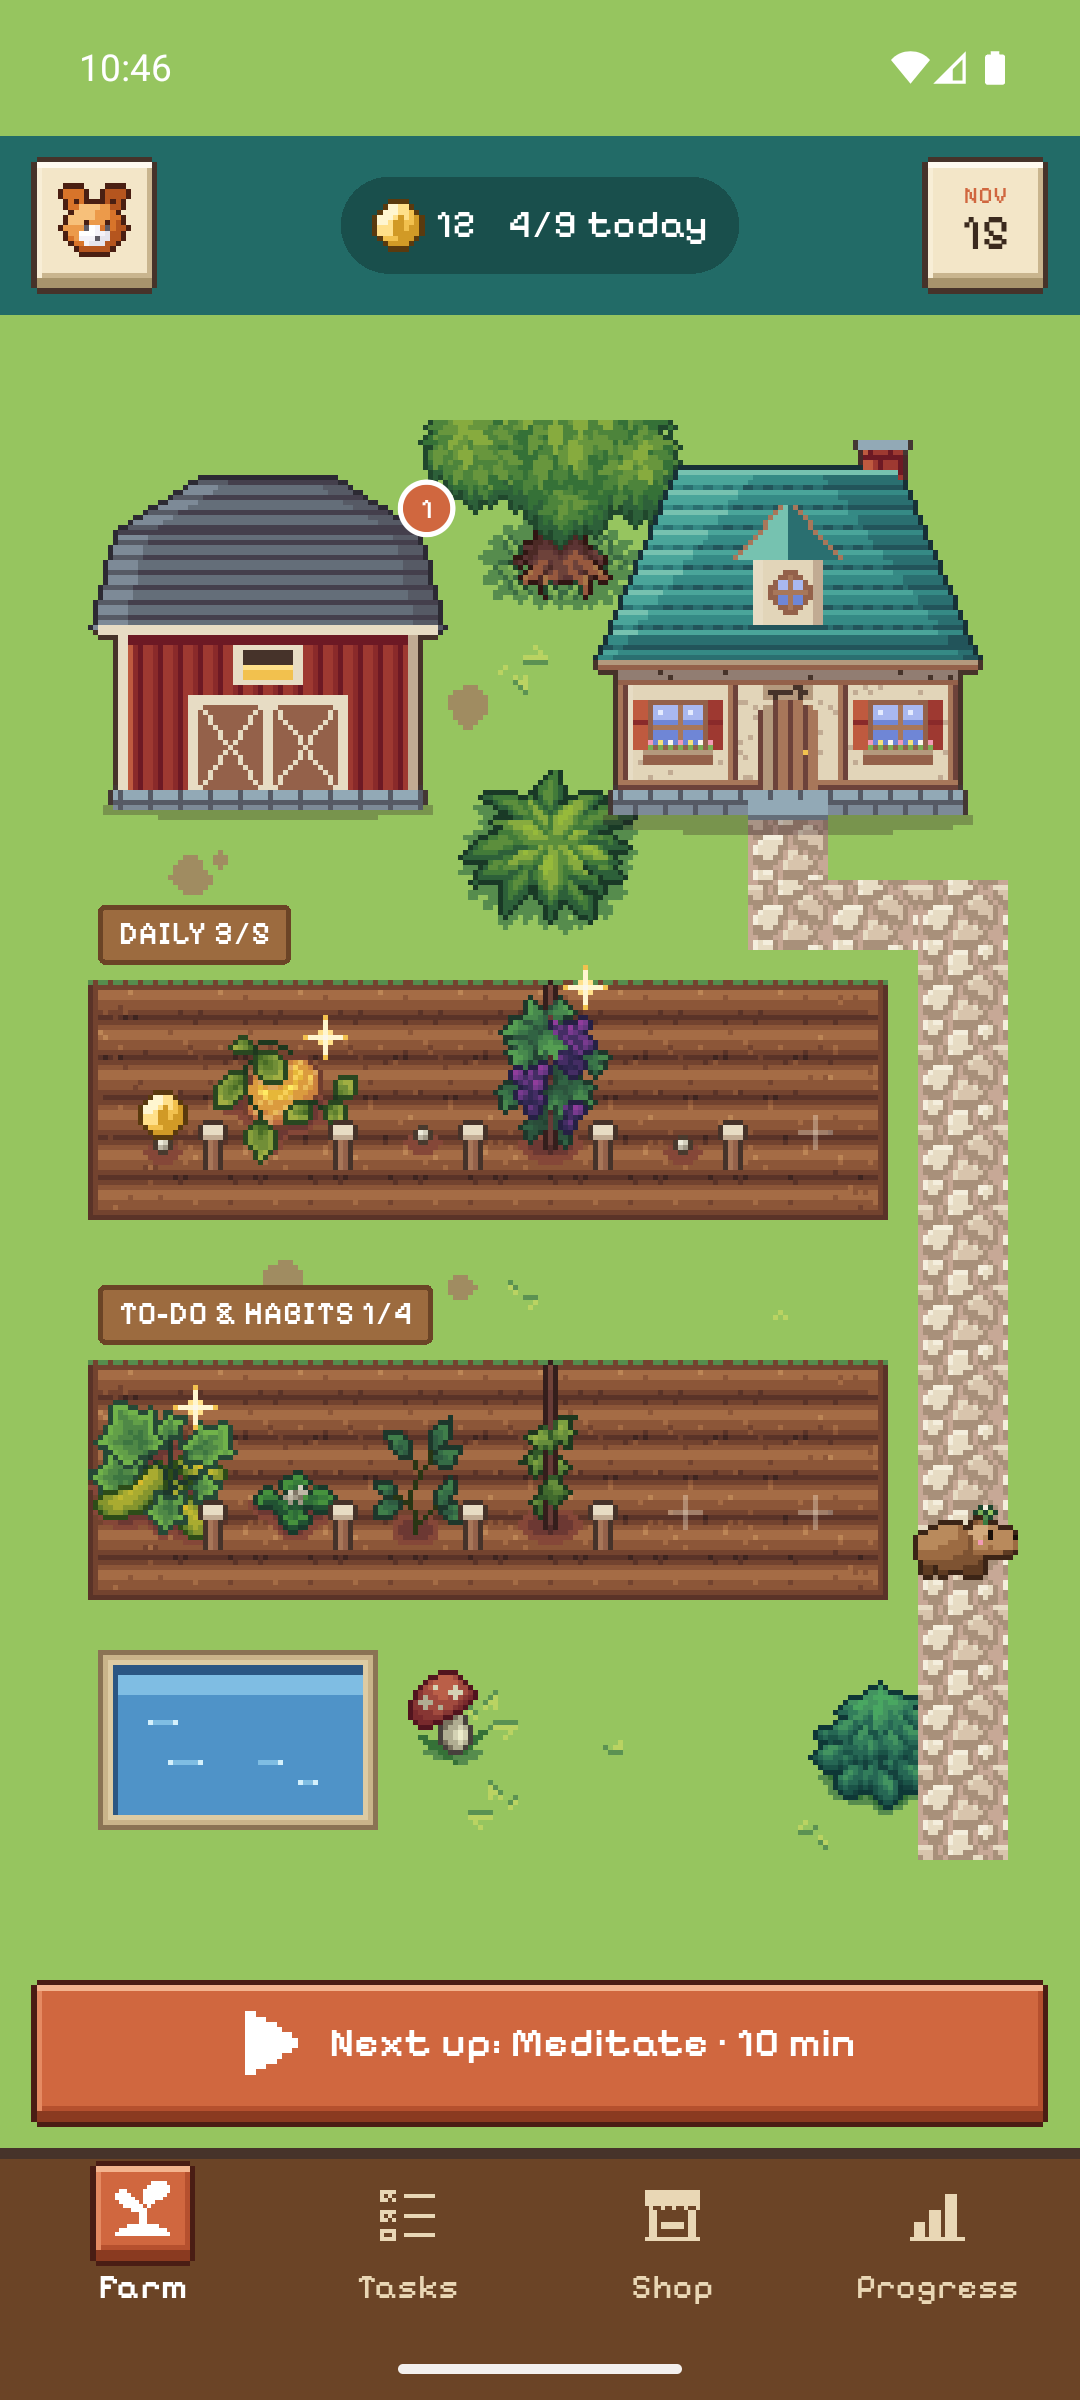 10:46
12 4/9 today
NOV
15
1
DAILY 3/5
TO-DO & HABITS 1/4
Next up: Meditate · 10 min
Farm
Tasks
Shop
Progress